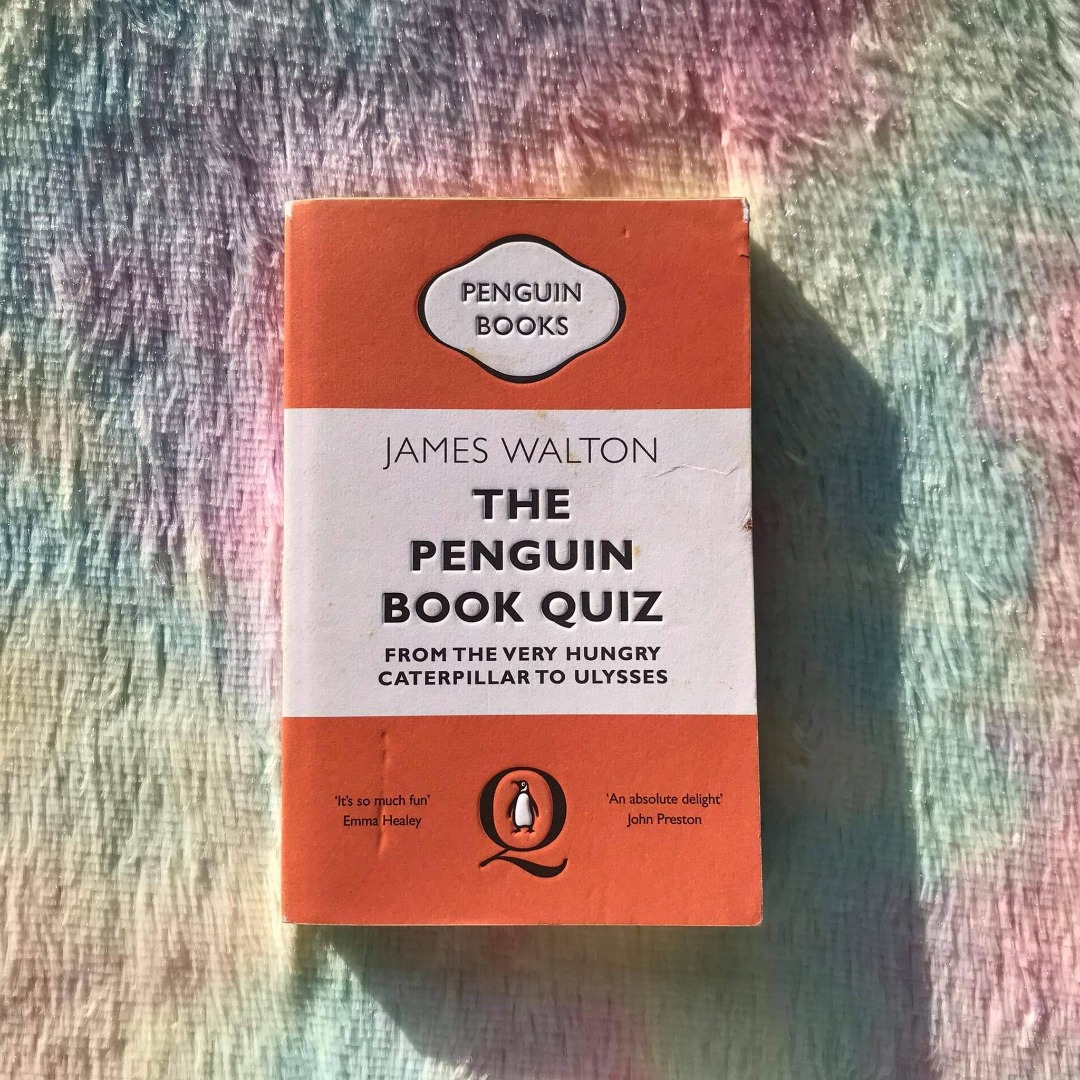 PENGUIN
BOOKS
JAMES WALTON
THE
PENGUIN
BOOK QUIZ
FROM THE VERY HUNGRY
CATERPILLAR TO ULYSSES
‘It’s so much fun’
Emma Healey
Q
‘An absolute delight’
John Preston